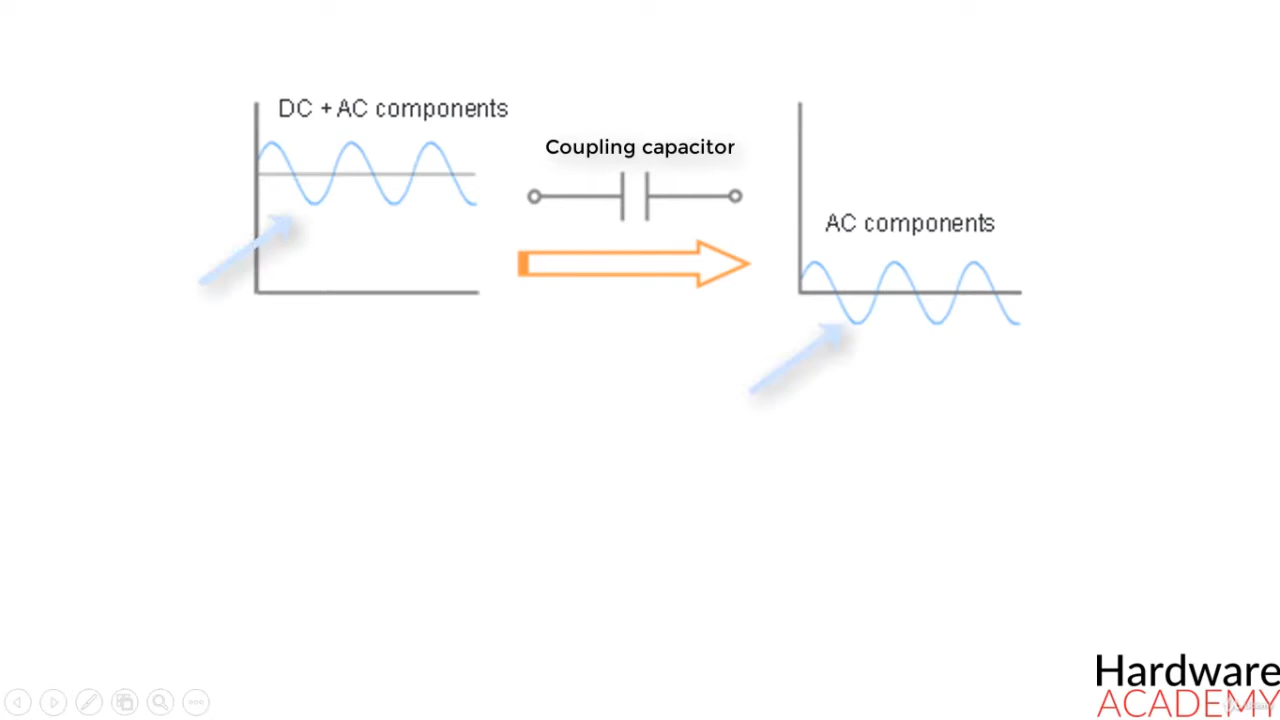 DC + AC components
Coupling capacitor
AC components
Hardware
ACADEMY